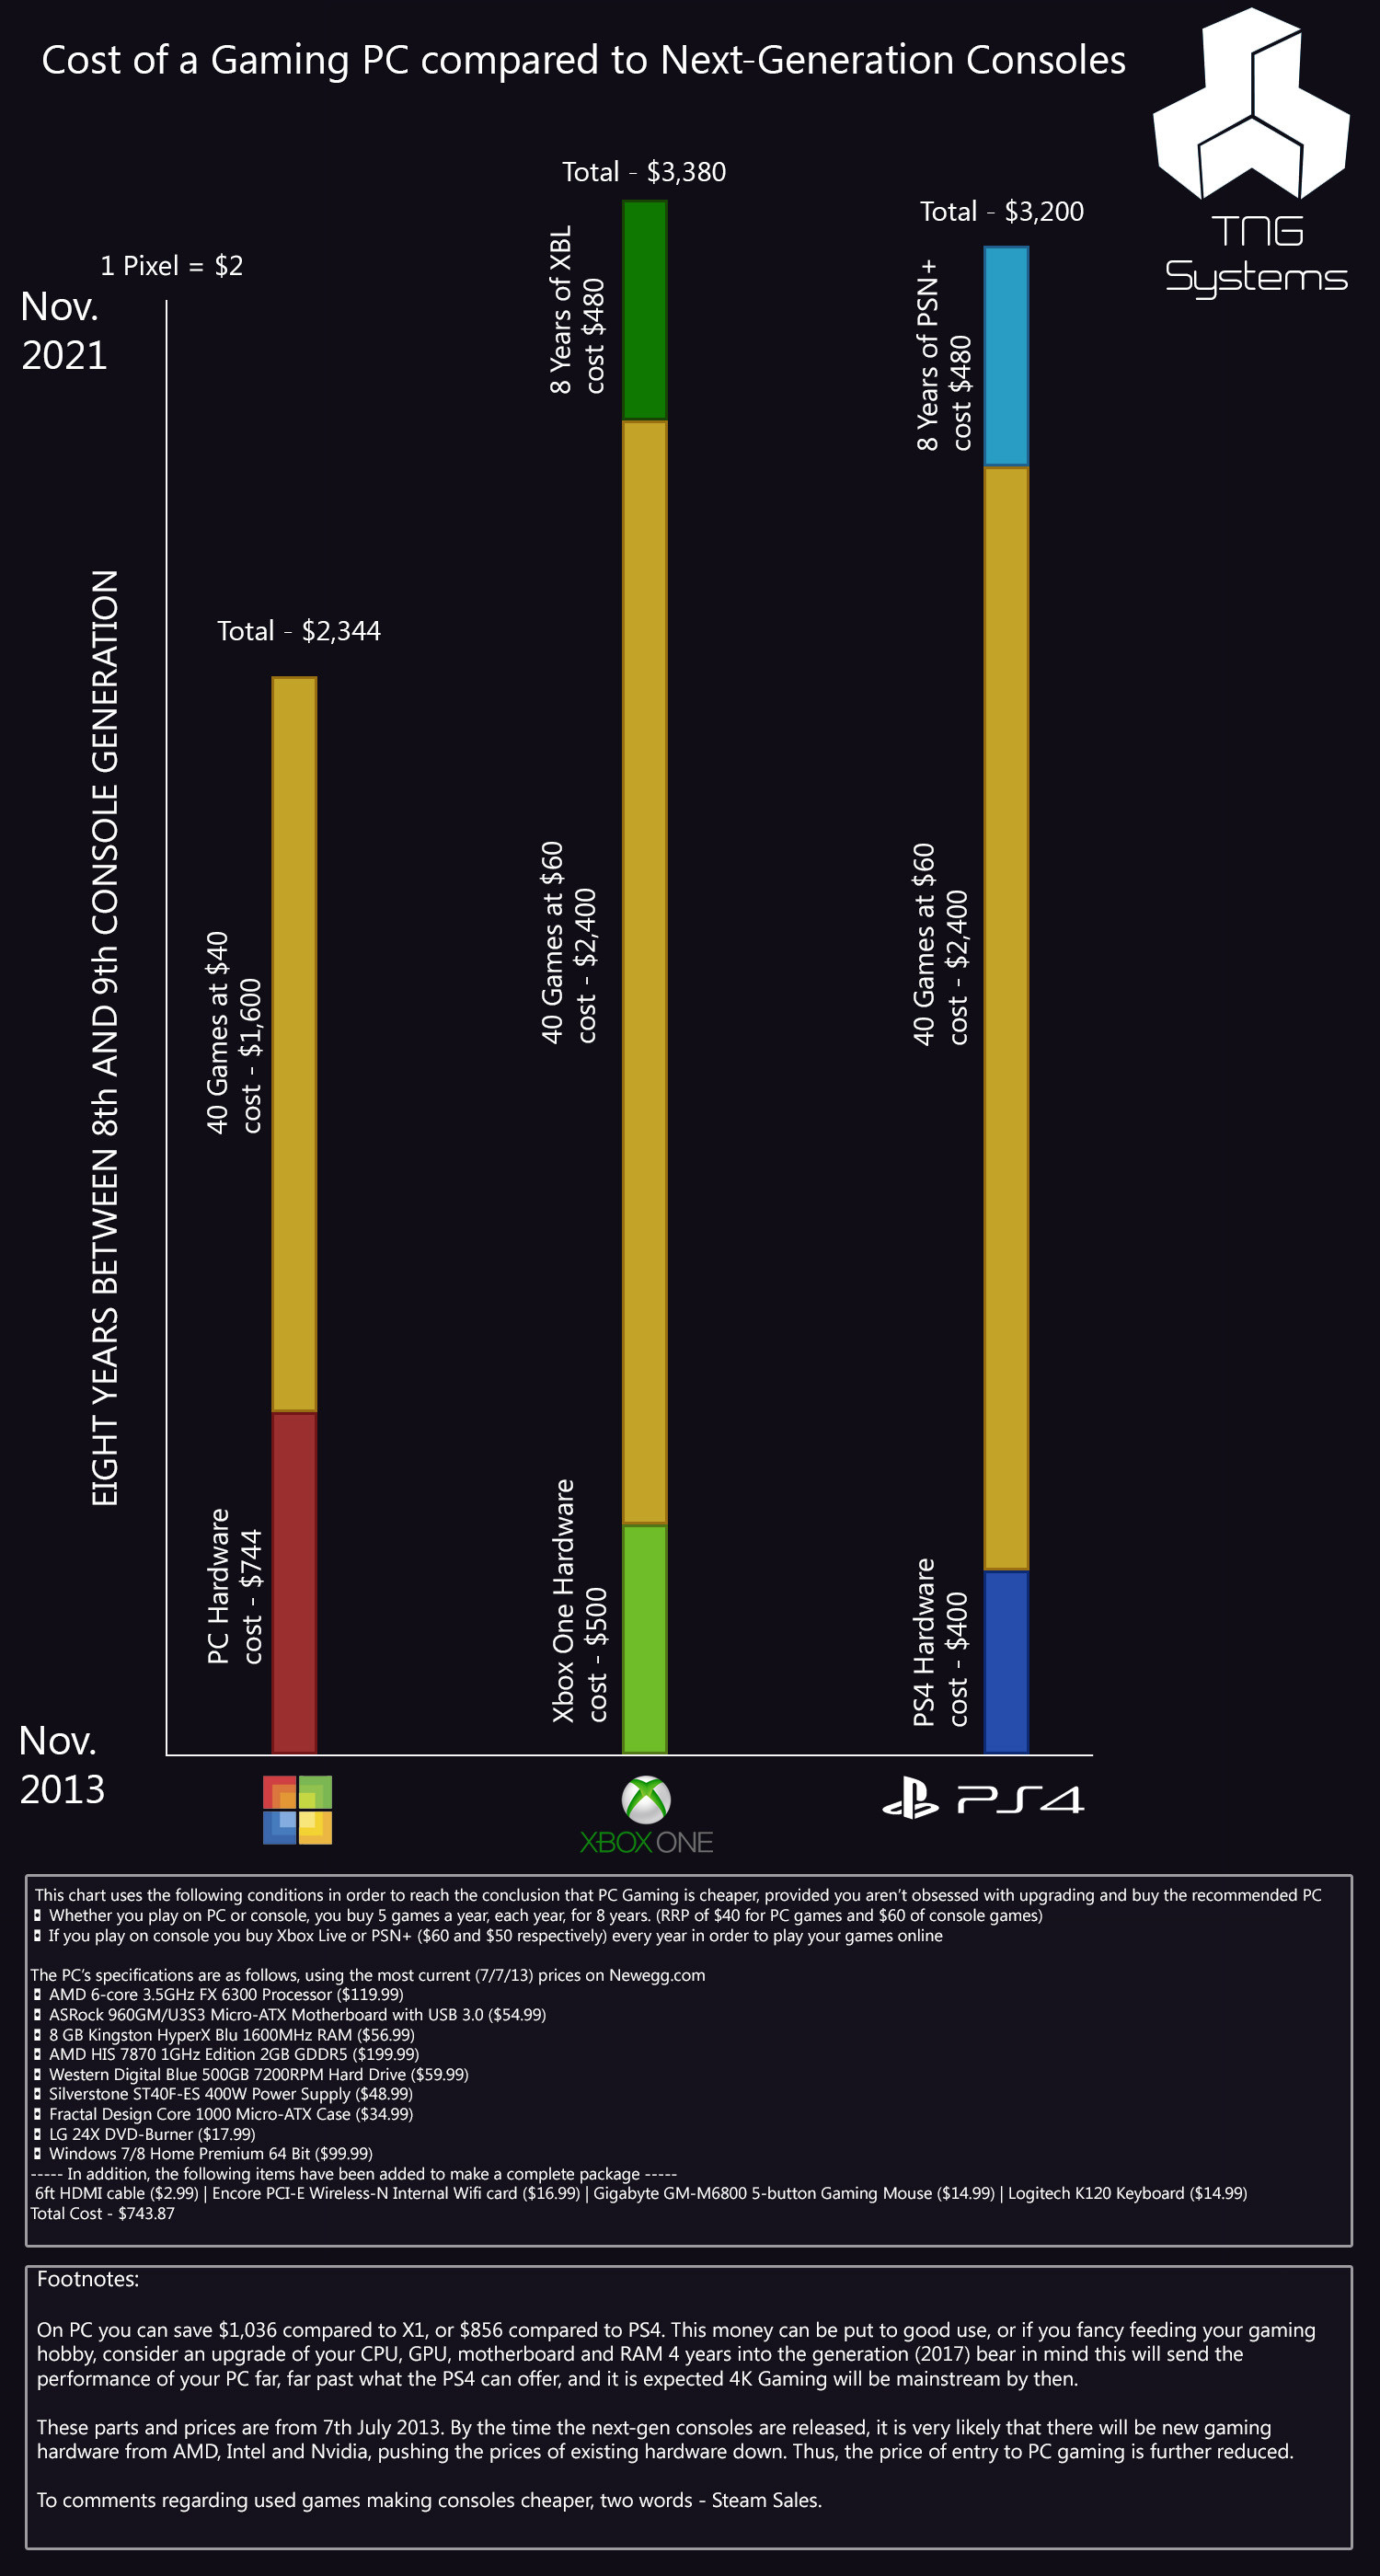 Cost of a Gaming PC compared to Next-Generation Consoles
TNG
Systems
1 Pixel = $2
Nov.
2021
EIGHT YEARS BETWEEN 8th AND 9th CONSOLE GENERATION
Nov.
2013
Total - $2,344
40 Games at $40
cost - $1,600
PC Hardware
cost - $744
Total - $3,380
8 Years of XBL
cost $480
40 Games at $60
cost - $2,400
Xbox One Hardware
cost - $500
XBOX ONE
Total - $3,200
8 Years of PSN+
cost $480
40 Games at $60
cost - $2,400
PS4 Hardware
cost - $400
PS4
This chart uses the following conditions in order to reach the conclusion that PC Gaming is cheaper, provided you aren't obsessed with upgrading and buy the recommended PC
Whether you play on PC or console, you buy 5 games a year, each year, for 8 years. (RRP of $40 for PC games and $60 of console games)
If you play on console you buy Xbox Live or PSN+ ($60 and $50 respectively) every year in order to play your games online
The PC's specifications are as follows, using the most current (7/7/13) prices on Newegg.com
AMD 6-core 3.5GHz FX 6300 Processor ($119.99)
ASRock 960GM/U3S3 Micro-ATX Motherboard with USB 3.0 ($54.99)
8 GB Kingston HyperX Blu 1600MHz RAM ($56.99)
AMD HIS 7870 1GHz Edition 2GB GDDR5 ($199.99)
Western Digital Blue 500GB 7200RPM Hard Drive ($59.99)
Silverstone ST40F-ES 400W Power Supply ($48.99)
Fractal Design Core 1000 Micro-ATX Case ($34.99)
LG 24X DVD-Burner ($17.99)
Windows 7/8 Home Premium 64 Bit ($99.99)
----- In addition, the following items have been added to make a complete package -----
6ft HDMI cable ($2.99) | Encore PCI-E Wireless-N Internal Wifi card ($16.99) | Gigabyte GM-M6800 5-button Gaming Mouse ($14.99) | Logitech K120 Keyboard ($14.99)
Total Cost - $743.87
Footnotes:
On PC you can save $1,036 compared to X1, or $856 compared to PS4. This money can be put to good use, or if you fancy feeding your gaming
hobby, consider an upgrade of your CPU, GPU, motherboard and RAM 4 years into the generation (2017) bear in mind this will send the
performance of your PC far, far past what the PS4 can offer, and it is expected 4K Gaming will be mainstream by then.
These parts and prices are from 7th July 2013. By the time the next-gen consoles are released, it is very likely that there will be new gaming
hardware from AMD, Intel and Nvidia, pushing the prices of existing hardware down. Thus, the price of entry to PC gaming is further reduced.
To comments regarding used games making consoles cheaper, two words - Steam Sales.